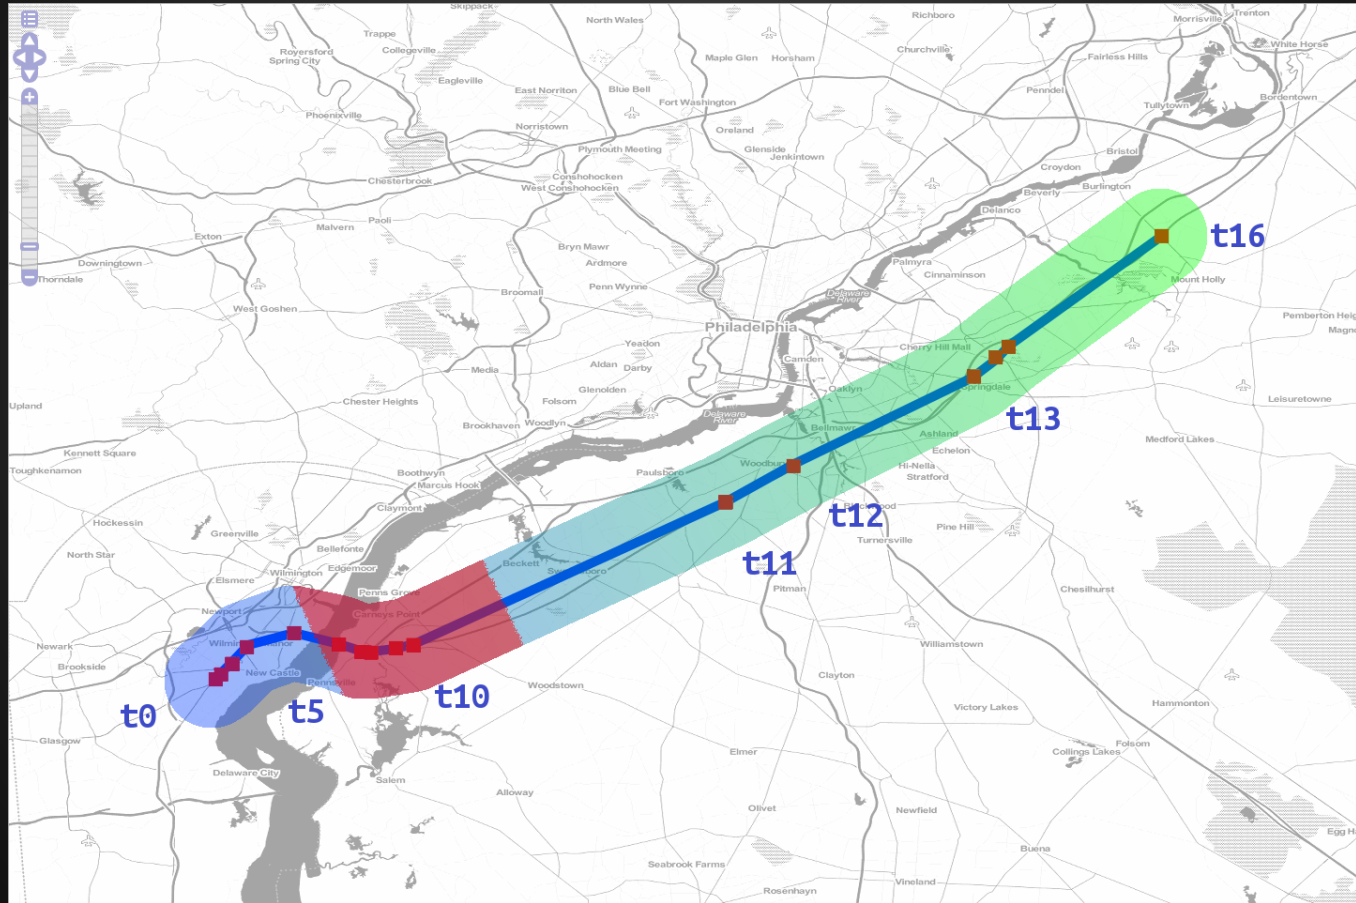 Skippack
North Wales
Richboro
Morrisville
Trenton
Trappe
Collegeville
Royersford
Spring City
Maple Glen
Horsham
Churchville
White Horse
Fairless Hills
Eagleville
East Norriton
Blue Bell
Fort Washington
Penndel
Bordentown
Tullytown
Phoenixville
Norristown
Oreland
Plymouth Meeting
Glenside
Jenkintown
Bristol
Croydon
Chesterbrook
Conshohocken
West Conshohocken
Beverly
Burlington
Paoli
Malvern
Delanco
Exton
t16
Bryn Mawr
Downingtown
Ardmore
Palmyra
Thorndale
Penn Wynne
Cinnaminson
Mount Holly
Broomall
Delaware
River
West Goshen
Philadelphia
Yeadon
Cherry Hill Mall
Camden
Media
Aldan
Darby
Springdale
Glenolden
Oaklyn
Upland
Chester Heights
Folsom
Leisuretowne
Delaware
River
t13
Brookhaven
Woodlyn
Ashland
Medford Lakes
Kennett Square
Echelon
Toughkenamon
Boothwyn
Paulsboro
Hi-Nella
Stratford
Marcus Hook
Claymont
t12
Hockessin
Pine Hill
Greenville
Turnersville
North Star
Bellefonte
t11
Beckett
Edgemoor
Wilmington
Elsmere
Pitman
Chesilhurst
Penns Grove
Newport
Carneys Point
Newark
Williamstown
Brookside
New Castle
Pennsville
Clayton
Woodstown
t10
t0
t5
Victory Lakes
Hammonton
Glasgow
Elmer
Folsom
Collings Lakes
Delaware City
Salem
Alloway
Olivet
Newfield
Buena
Seabrook Farms
Vineland
Rosenhayn